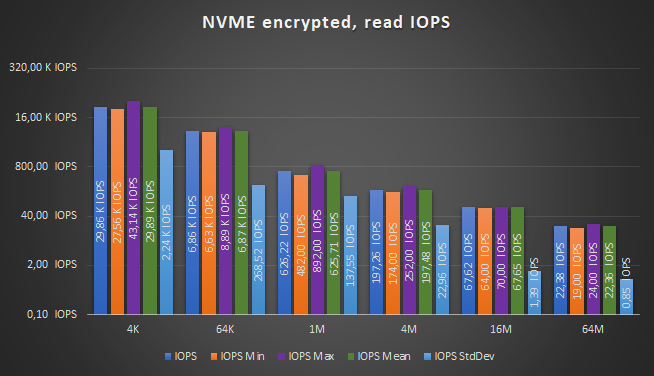 NVME encrypted, read IOPS
320,00 K IOPS
16,00 K IOPS
800,00 IOPS
40,00 IOPS
2,00 IOPS
0,10 IOPS
29,86 K IOPS
27,56 K IOPS
43,14 K IOPS
29,89 K IOPS
2,24 K IOPS
6,86 K IOPS
6,63 K IOPS
8,89 K IOPS
6,87 K IOPS
268,52 IOPS
626,22 IOPS
482,00 IOPS
892,00 IOPS
625,71 IOPS
137,55 IOPS
197,26 IOPS
174,00 IOPS
252,00 IOPS
197,48 IOPS
22,96 IOPS
67,62 IOPS
64,00 IOPS
70,00 IOPS
67,65 IOPS
1,39 IOPS
22,38 IOPS
19,00 IOPS
24,00 IOPS
22,36 IOPS
0,85 IOPS
4K 64K 1M 4M 16M 64M
IOPS IOPS Min IOPS Max IOPS Mean IOPS StdDev